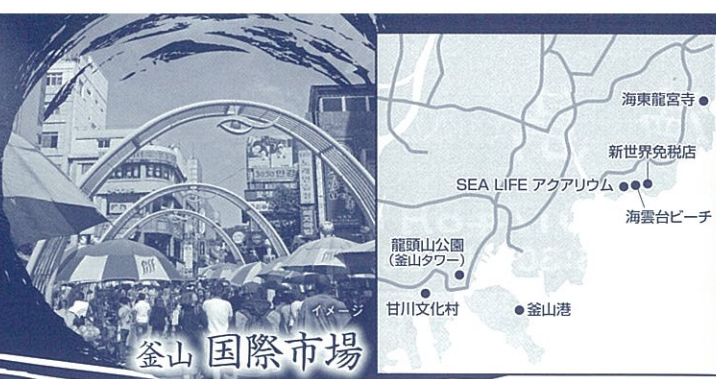 イメージ
釜山 国際市場
海東龍宮寺
新世界免税店
SEA LIFE アクアリウム
海雲台ビーチ
龍頭山公園
(釜山タワー)
甘川文化村
釜山港